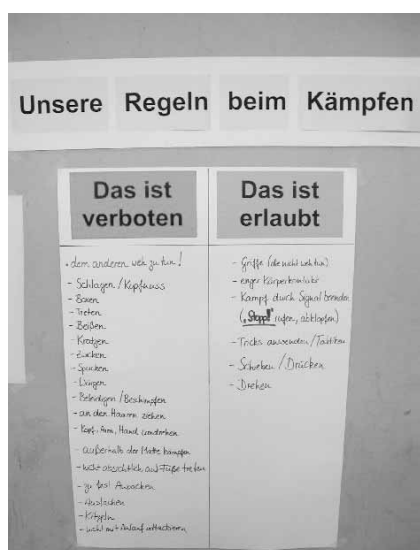 Unsere Regeln beim Kämpfen
Das ist
verboten
- dem anderen weh zu tun!
- Schlagen / Kopfnuss
- Boxen
- Treten
- Beißen
- Kratzen
- Spucken
- Würgen
- Beleidigen / Beschimpfen
- an den Haaren ziehen
- Kopf, Arm, Hand umdrehen
- außerhalb der Matte kämpfen
- nicht absichtlich auf Füße treten
- zu fest
- Auslachen
- Kitzeln
- nicht mit Anlauf attackieren
Das ist
erlaubt
- Griffe (die nicht weh tun)
- enger Körperkontakt
- Kampf durch Signal beenden
("Stopp!" rufen, abklopfen)
- Tricks anwenden / Taktiken
- Schieben / Drücken
- Drehen